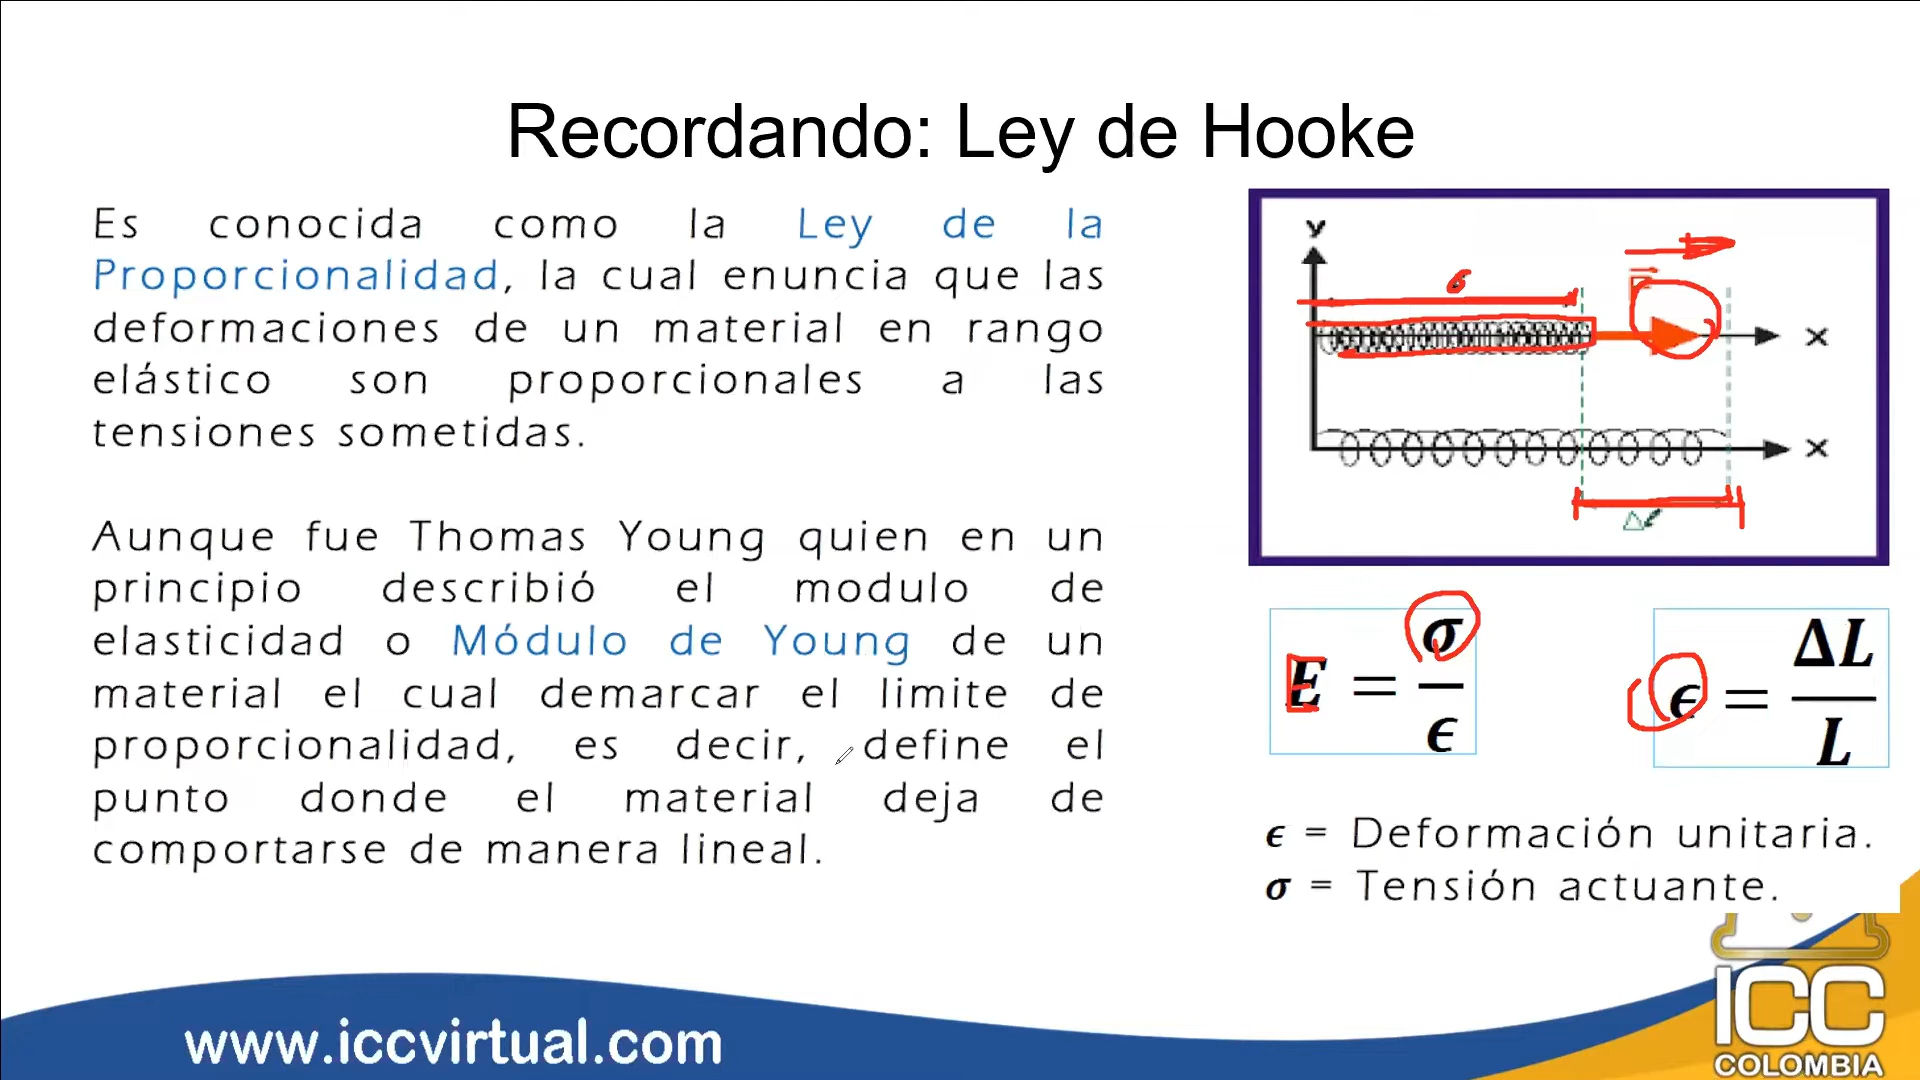 Recordando: Ley de Hooke
Es conocida como la Ley de la
Proporcionalidad, la cual enuncia que las
deformaciones de un material en rango
elástico son proporcionales a las
tensiones sometidas.
Aunque fue Thomas Young quien en un
principio describió el modulo de
elasticidad o Módulo de Young de un
material el cual demarcar el limite de
proporcionalidad, es decir, define el
punto donde el material deja de
comportarse de manera lineal.
y
F
x
x
E = σ / ϵ
ϵ = ΔL / L
ϵ = Deformación unitaria.
σ = Tensión actuante.
www.iccvirtual.com
ICC
COLOMBIA